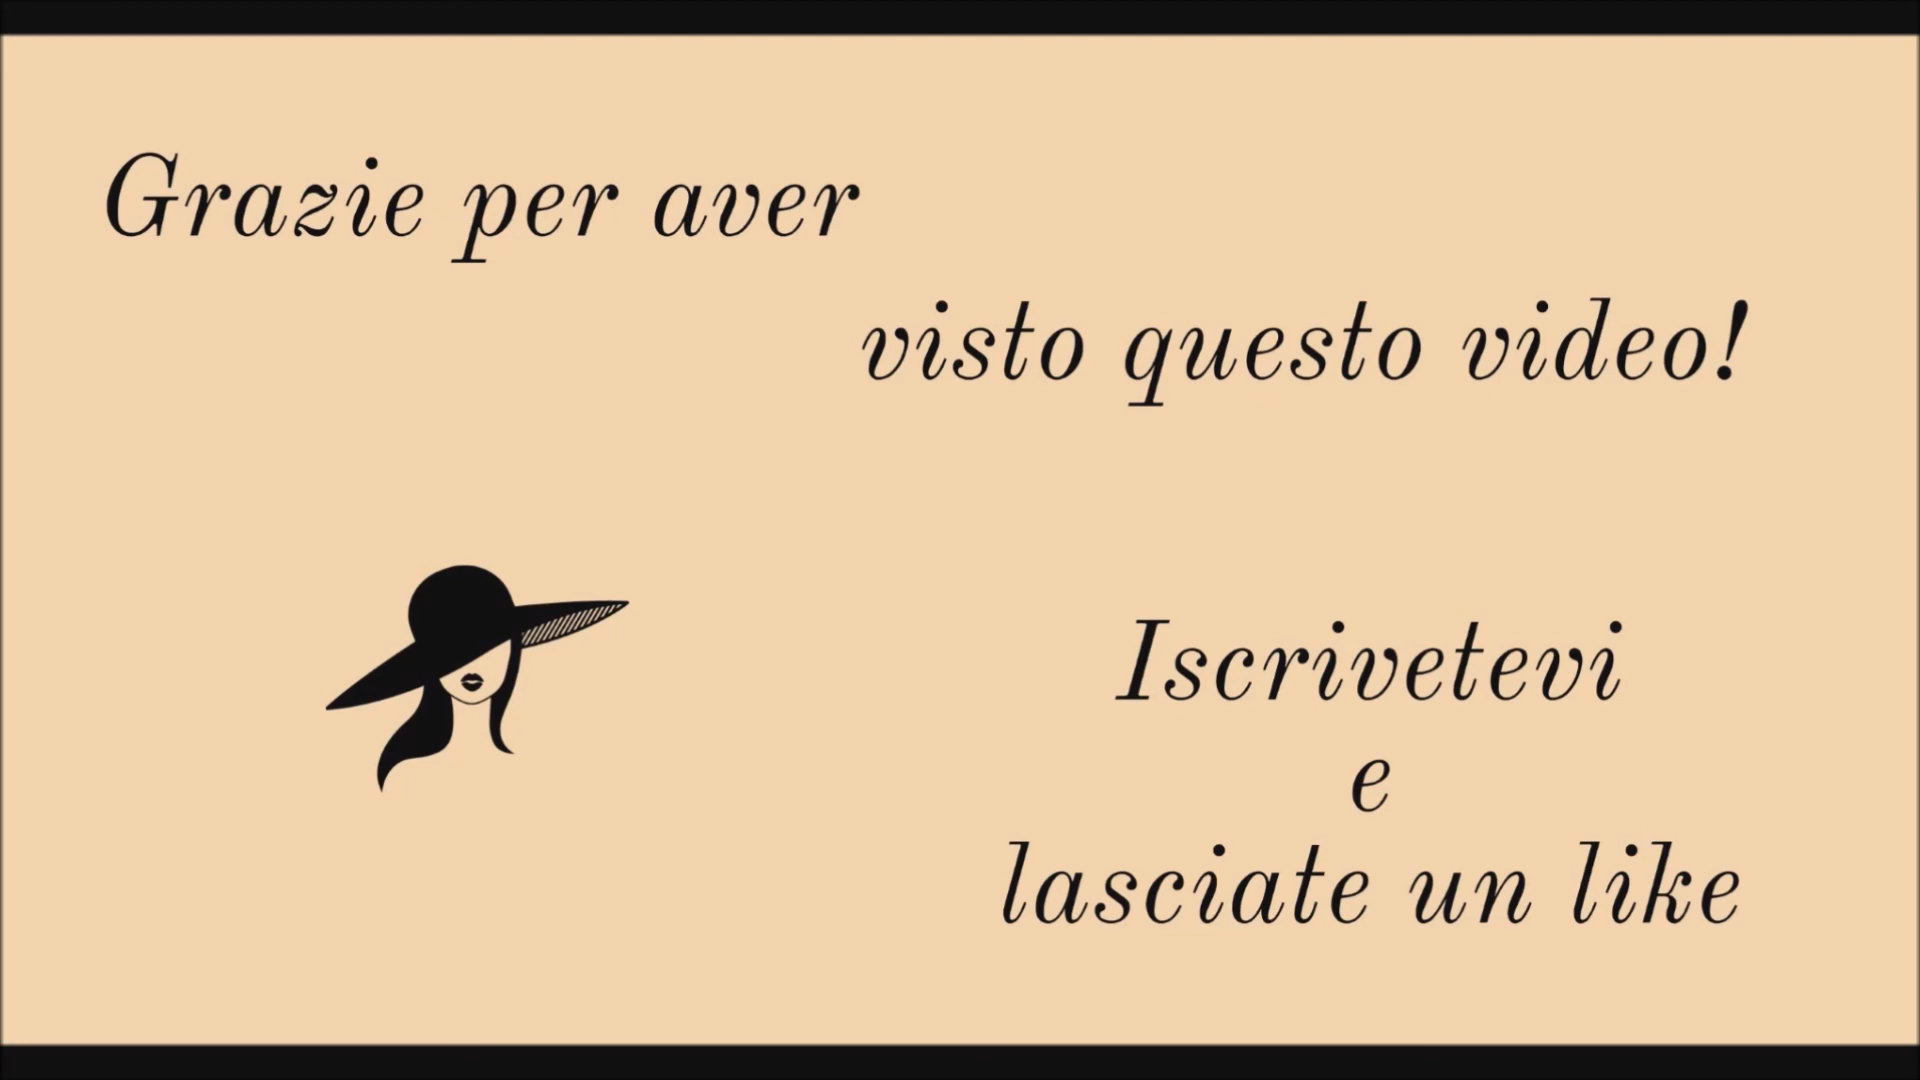 Grazie per aver
visto questo video!
Iscrivetevi
e
lasciate un like